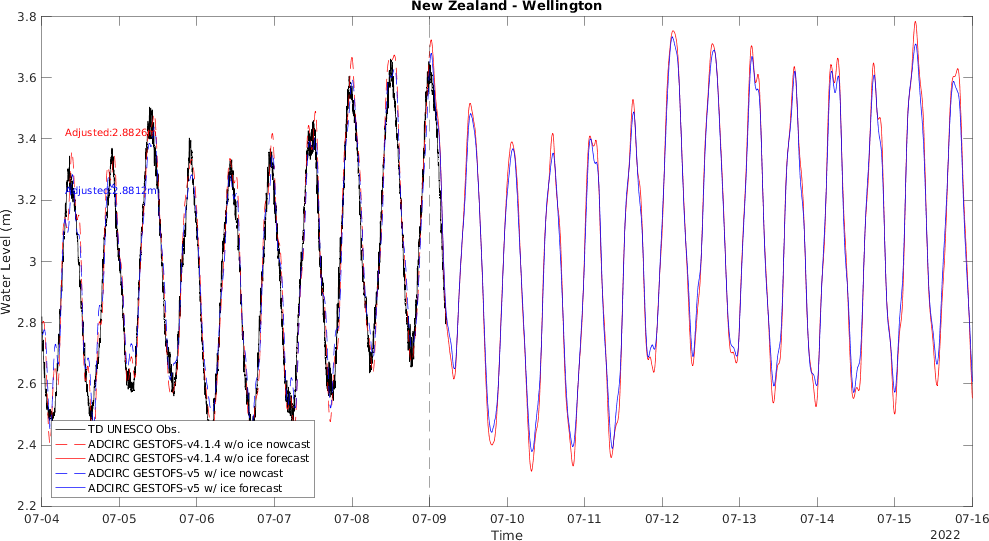 New Zealand - Wellington
3.8
3.6
3.4
3.2
3
2.8
2.6
2.4
2.2
Water Level (m)
Adjusted:2.8826m
Adjusted:2.8812m
TD UNESCO Obs.
ADCIRC GESTOFS-v4.1.4 w/o ice nowcast
ADCIRC GESTOFS-v4.1.4 w/o ice forecast
ADCIRC GESTOFS-v5 w/ ice nowcast
ADCIRC GESTOFS-v5 w/ ice forecast
07-04 07-05 07-06 07-07 07-08 07-09 07-10 07-11 07-12 07-13 07-14 07-15 07-16
Time
2022